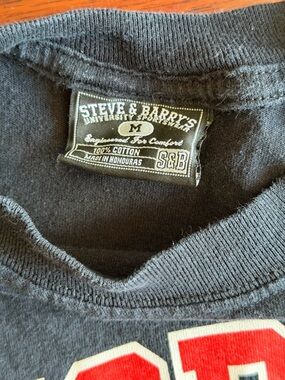 STEVE & BARRY'S
UNIVERSITY SPORTSWEAR
M
Engineered For Comfort
100% COTTON
MADE IN HONDURAS
S&B